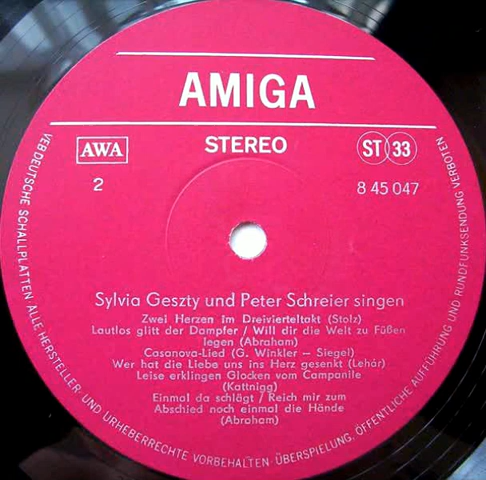 AMIGA
AWA
STEREO
ST 33
2
8 45 047
Sylvia Geszty und Peter Schreier singen
Zwei Herzen im Dreivierteltakt (Stolz)
Lautlos glitt der Dampfer / Will dir die Welt zu Füßen
legen (Abraham)
Casanova-Lied (G. Winkler – Siegel)
Wer hat die Liebe uns ins Herz gesenkt (Lehár)
Leise erklingen Glocken vom Campanile
(Kattnigg)
Einmal da schlägt / Reich mir zum
Abschied noch einmal die Hände
(Abraham)
VEB DEUTSCHE SCHALLPLATTEN · ALLE HERSTELLER- UND URHEBERRECHTE VORBEHALTEN · ÜBERSPIELUNG, ÖFFENTLICHE AUFFÜHRUNG UND RUNDFUNKSENDUNG VERBOTEN